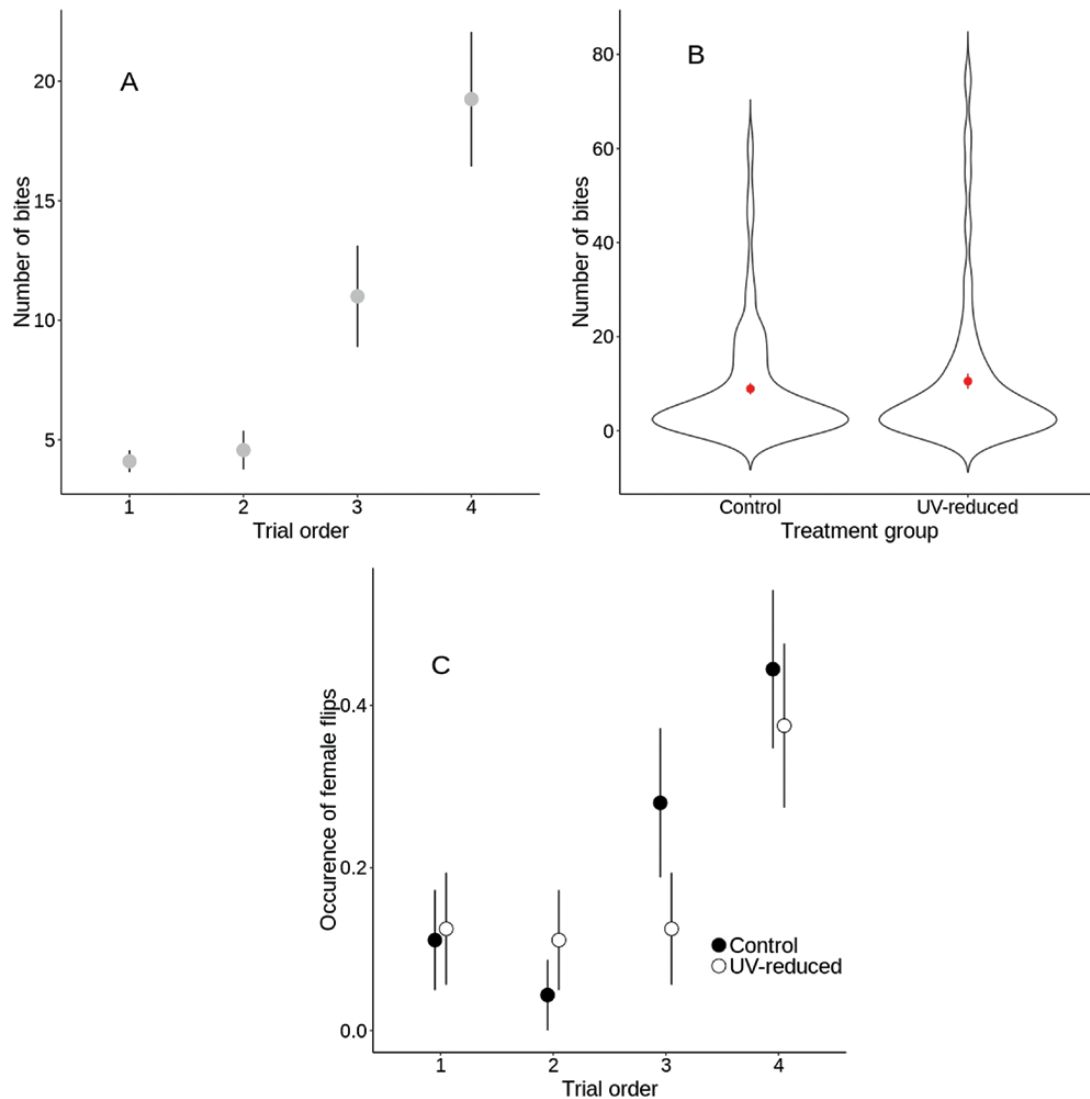 A
Number of bites
20
15
10
5
1 2 3 4
Trial order
B
Number of bites
80
60
40
20
0
Control UV-reduced
Treatment group
C
Occurence of female flips
0.4
0.2
0.0
Control
UV-reduced
1 2 3 4
Trial order